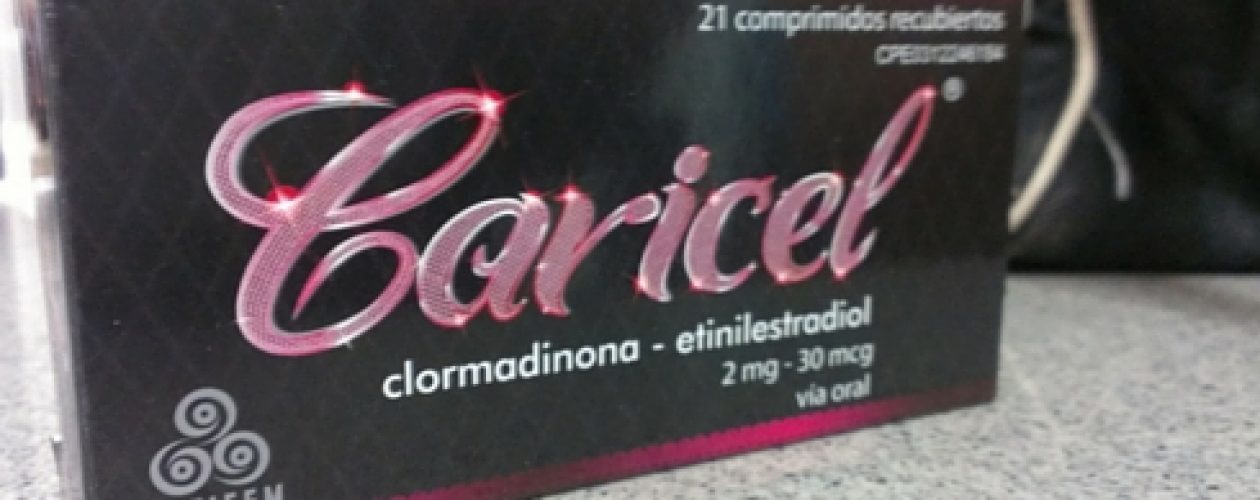 21 comprimidos recubiertos
Caricel®
clormadinona - etinilestradiol
2 mg - 30 mcg
vía oral